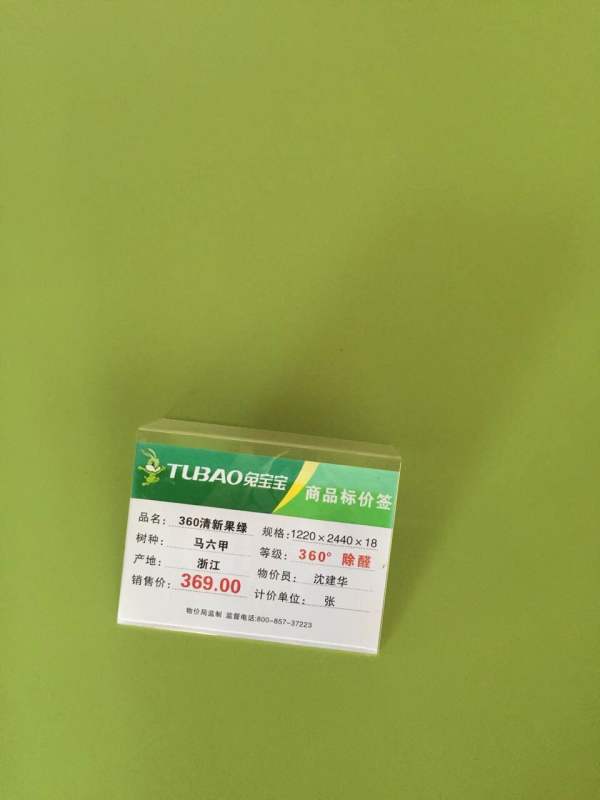 TUBAO兔宝宝 商品标价签
品名: 360清新果绿 规格:1220×2440×18
树种: 马六甲 等级: 360° 除醛
产地: 浙江 物价员: 沈建华
销售价: 369.00 计价单位: 张
物价局监制 监督电话:800-857-37223